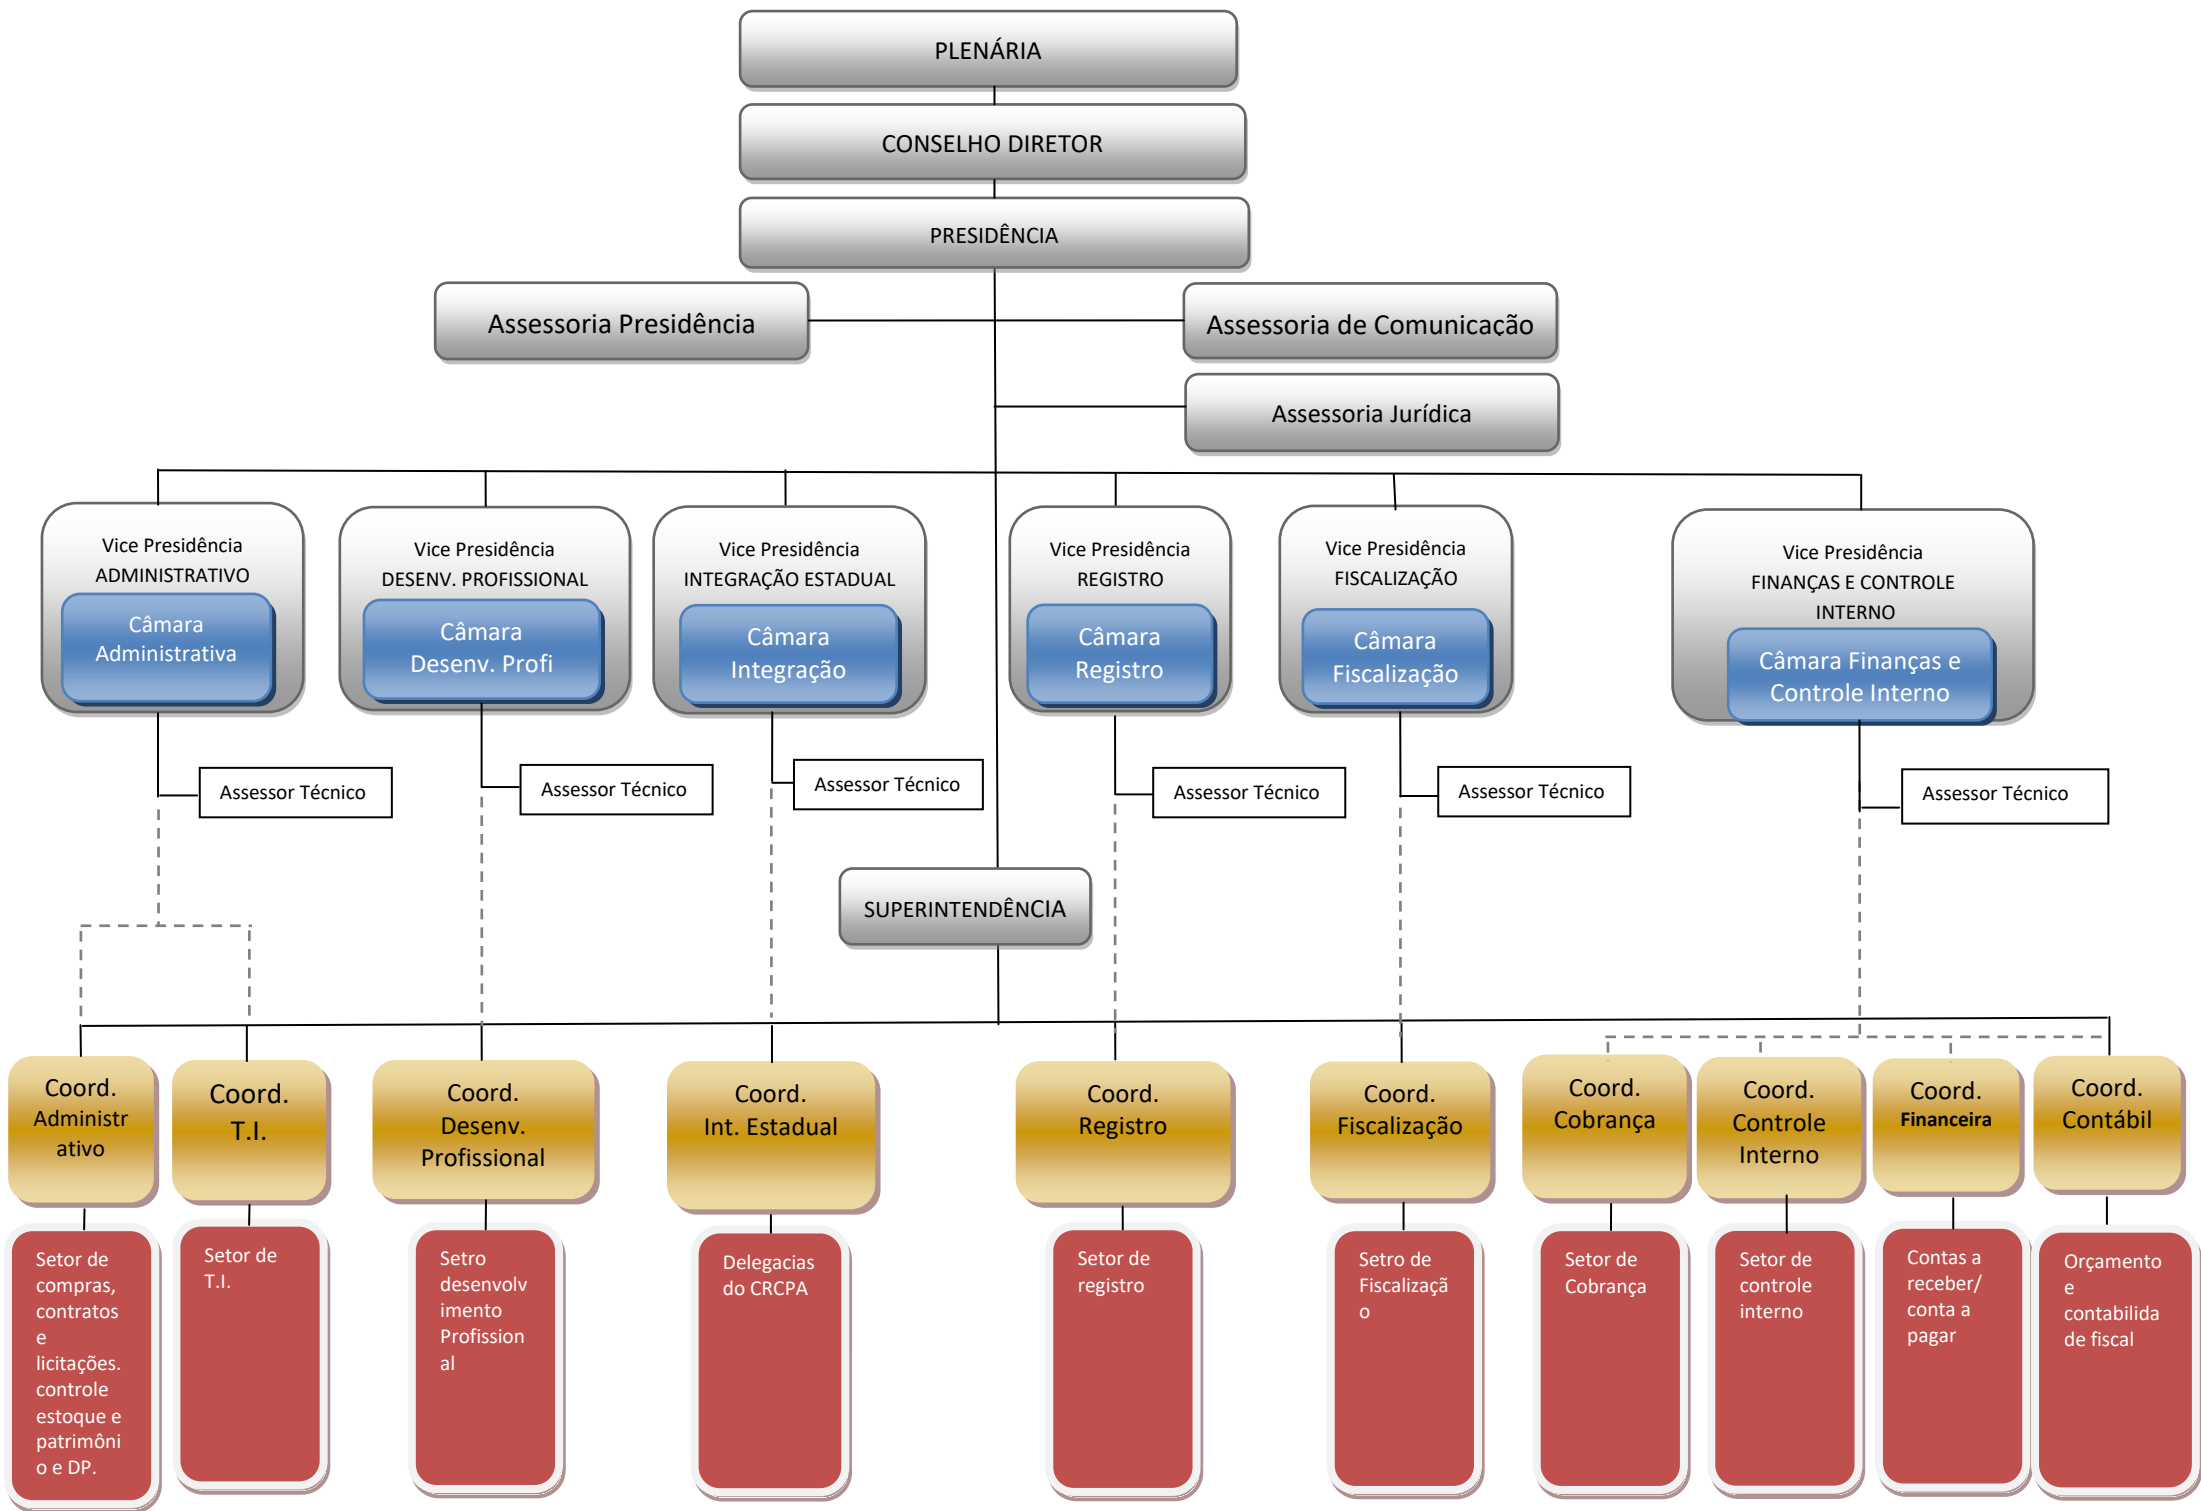 PLENÁRIA
CONSELHO DIRETOR
PRESIDÊNCIA
Assessoria Presidência
Assessoria de Comunicação
Assessoria Jurídica
Vice Presidência
ADMINISTRATIVO
Câmara
Administrativa
Vice Presidência
DESENV. PROFISSIONAL
Câmara
Desenv. Profi
Vice Presidência
INTEGRAÇÃO ESTADUAL
Câmara
Integração
Vice Presidência
REGISTRO
Câmara
Registro
Vice Presidência
FISCALIZAÇÃO
Câmara
Fiscalização
Vice Presidência
FINANÇAS E CONTROLE
INTERNO
Câmara Finanças e
Controle Interno
Assessor Técnico
Assessor Técnico
Assessor Técnico
Assessor Técnico
Assessor Técnico
Assessor Técnico
SUPERINTENDÊNCIA
Coord.
Administr
ativo
Coord.
T.I.
Coord.
Desenv.
Profissional
Coord.
Int. Estadual
Coord.
Registro
Coord.
Fiscalização
Coord.
Cobrança
Coord.
Controle
Interno
Coord.
Financeira
Coord.
Contábil
Setor de
compras,
contratos
e
licitações.
controle
estoque e
patrimôni
o e DP.
Setor de
T.I.
Setro
desenvolv
imento
Profission
al
Delegacias
do CRCPA
Setor de
registro
Setro de
Fiscalizaçã
o
Setor de
Cobrança
Setor de
controle
interno
Contas a
receber/
conta a
pagar
Orçamento
e
contabilida
de fiscal